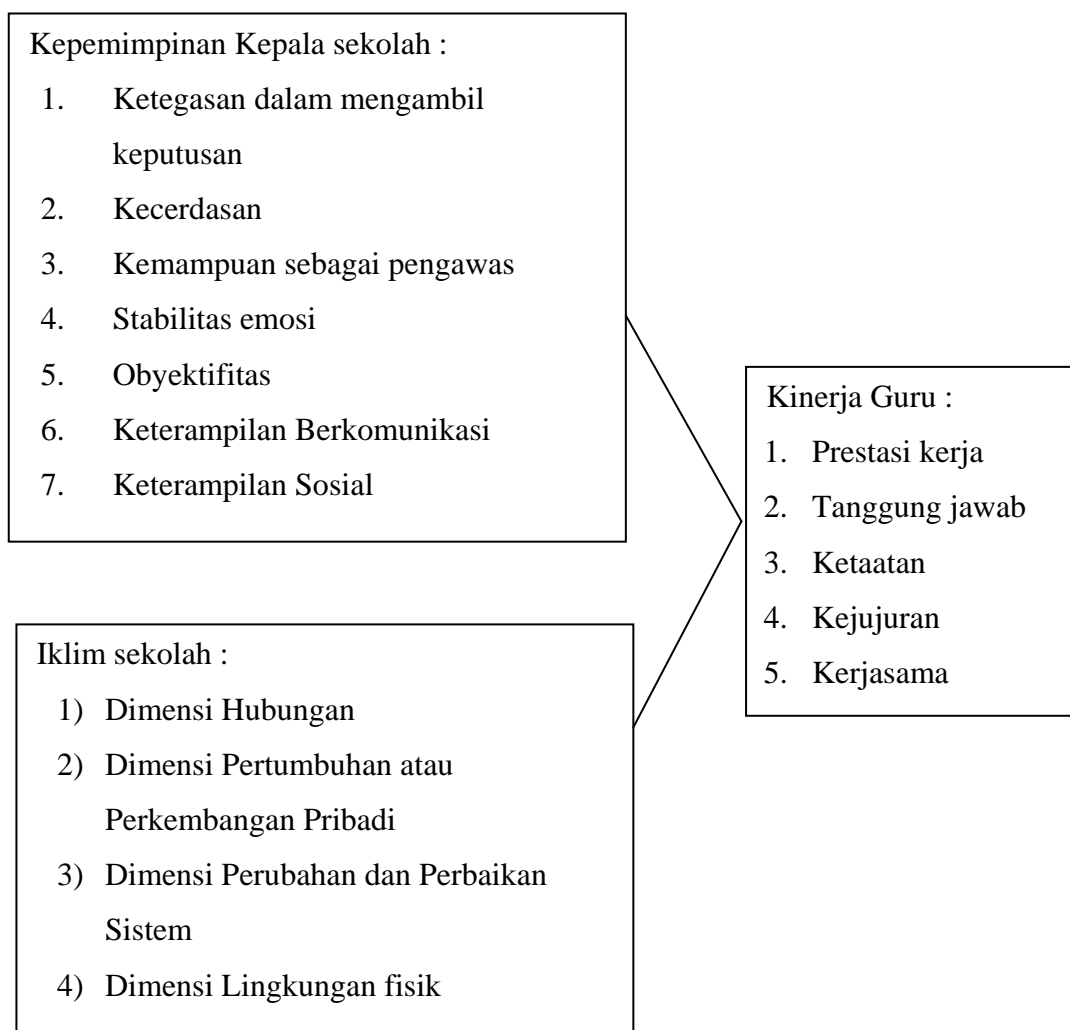 Kepemimpinan Kepala sekolah :
1. Ketegasan dalam mengambil
keputusan
2. Kecerdasan
3. Kemampuan sebagai pengawas
4. Stabilitas emosi
5. Obyektifitas
6. Keterampilan Berkomunikasi
7. Keterampilan Sosial
Kinerja Guru :
1. Prestasi kerja
2. Tanggung jawab
3. Ketaatan
4. Kejujuran
5. Kerjasama
Iklim sekolah :
1) Dimensi Hubungan
2) Dimensi Pertumbuhan atau
Perkembangan Pribadi
3) Dimensi Perubahan dan Perbaikan
Sistem
4) Dimensi Lingkungan fisik